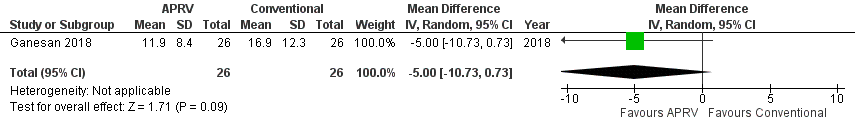 APRV Conventional Mean Difference Mean Difference
Study or Subgroup Mean SD Total Mean SD Total Weight IV, Random, 95% CI Year IV, Random, 95% CI
Ganesan 2018 11.9 8.4 26 16.9 12.3 26 100.0% -5.00 [-10.73, 0.73] 2018
Total (95% CI) 26 26 100.0% -5.00 [-10.73, 0.73]
Heterogeneity: Not applicable
Test for overall effect: Z = 1.71 (P = 0.09)
-10 -5 0 5 10
Favours APRV Favours Conventional